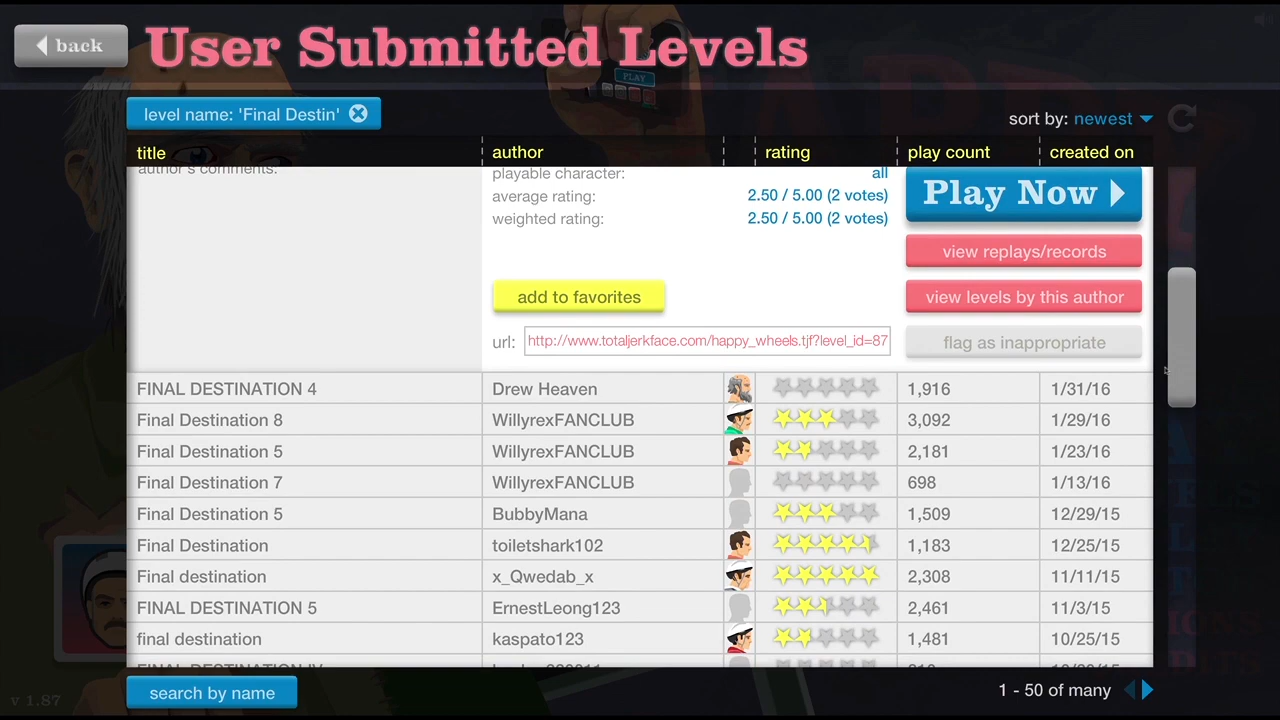 back
User Submitted Levels
PLAY
level name: 'Final Destin'
sort by: newest
title author rating play count created on
author's comments:
playable character: all
average rating: 2.50 / 5.00 (2 votes)
weighted rating: 2.50 / 5.00 (2 votes)
Play Now
view replays/records
add to favorites
view levels by this author
url: http://www.totaljerkface.com/happy_wheels.tjf?level_id=87
flag as inappropriate
FINAL DESTINATION 4 Drew Heaven 1,916 1/31/16
Final Destination 8 WillyrexFANCLUB 3,092 1/29/16
Final Destination 5 WillyrexFANCLUB 2,181 1/23/16
Final Destination 7 WillyrexFANCLUB 698 1/13/16
Final Destination 5 BubbyMana 1,509 12/29/15
Final Destination toiletshark102 1,183 12/25/15
Final destination x_Qwedab_x 2,308 11/11/15
FINAL DESTINATION 5 ErnestLeong123 2,461 11/3/15
final destination kaspato123 1,481 10/25/15
FINAL DESTINATION IV
search by name
1 - 50 of many
v 1.87